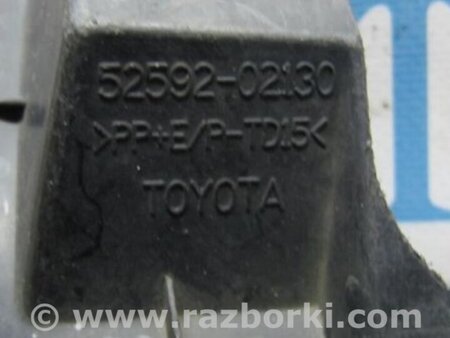 52592-02130
>PP+E/P-TD15<
TOYOTA
© www.razborki.com